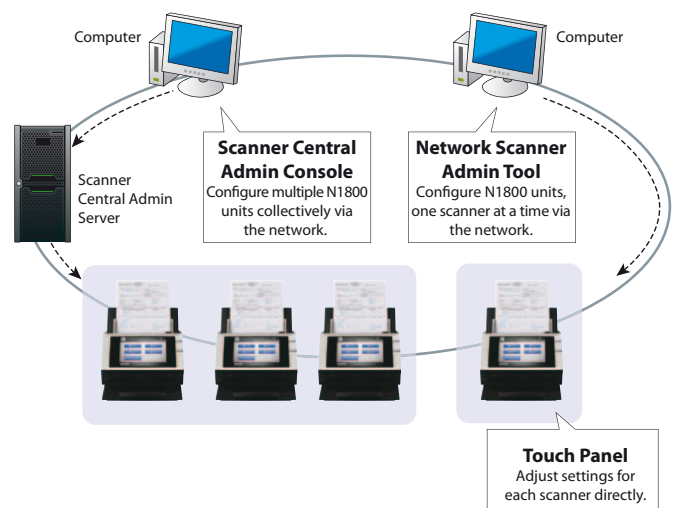 Computer
Computer
Scanner Central
Admin Console
Configure multiple N1800
units collectively via
the network.
Network Scanner
Admin Tool
Configure N1800 units,
one scanner at a time via
the network.
Scanner
Central Admin
Server
Touch Panel
Adjust settings for
each scanner directly.